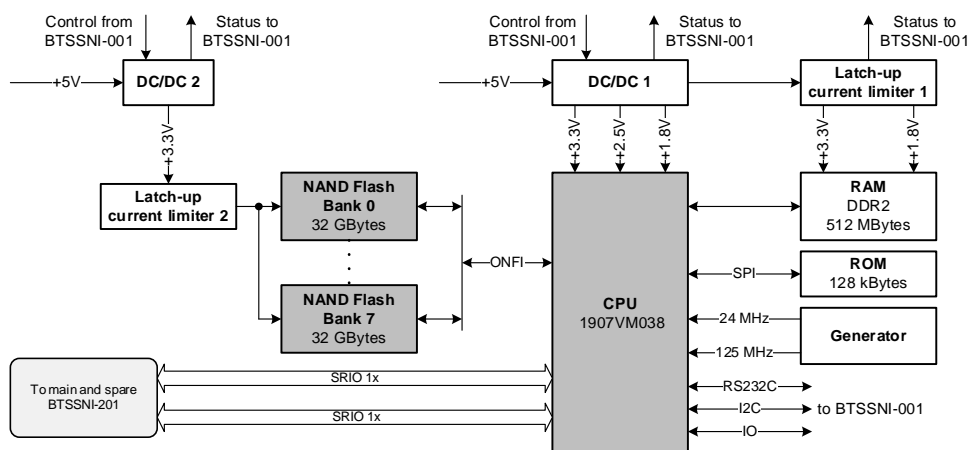 Control from
BTSSNI-001
Status to
BTSSNI-001
Control from
BTSSNI-001
Status to
BTSSNI-001
Status to
BTSSNI-001
+5V
DC/DC 2
+5V
DC/DC 1
Latch-up
current limiter 1
+3.3V
+3.3V
+2.5V
+1.8V
+3.3V
+1.8V
Latch-up
current limiter 2
NAND Flash
Bank 0
32 GBytes
RAM
DDR2
512 MBytes
ONFI
SPI
ROM
128 kBytes
NAND Flash
Bank 7
32 GBytes
CPU
1907VM038
24 MHz
125 MHz
Generator
To main and spare
BTSSNI-201
SRIO 1x
SRIO 1x
RS232C
I2C
IO
to BTSSNI-001